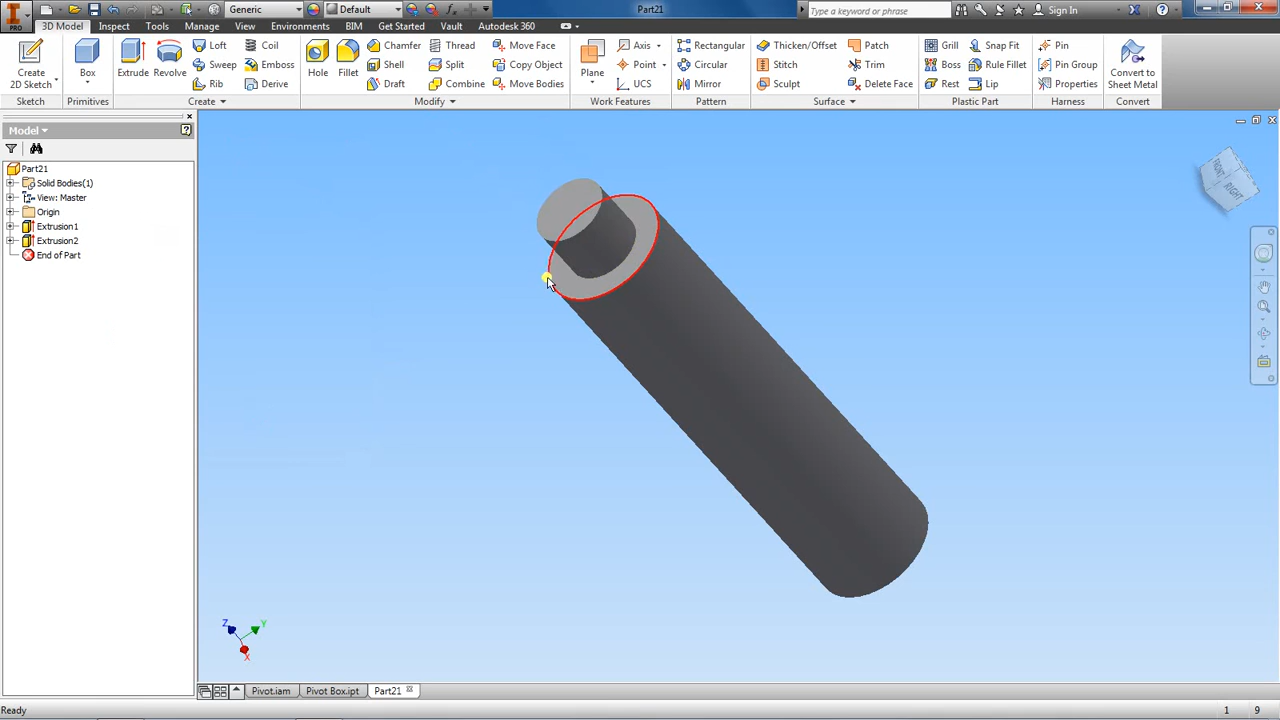 Generic Default Part21 Type a keyword or phrase Sign In
PRO 3D Model Inspect Tools Manage View Environments BIM Get Started Vault Autodesk 360
Create 2D Sketch Box Extrude Revolve Loft Coil Hole Fillet Chamfer Thread Move Face Plane Axis Rectangular Thicken/Offset Patch Grill Snap Fit Pin Convert to Sheet Metal
Sweep Emboss Shell Split Copy Object Point Circular Stitch Trim Boss Rule Fillet Pin Group
Rib Derive Draft Combine Move Bodies UCS Mirror Sculpt Delete Face Rest Lip Properties
Sketch Primitives Create Modify Work Features Pattern Surface Plastic Part Harness Convert
Model
Part21
Solid Bodies(1)
View: Master
Origin
Extrusion1
Extrusion2
End of Part
FRONT RIGHT
Z Y
X
Pivot.iam Pivot Box.ipt Part21
Ready 1 9